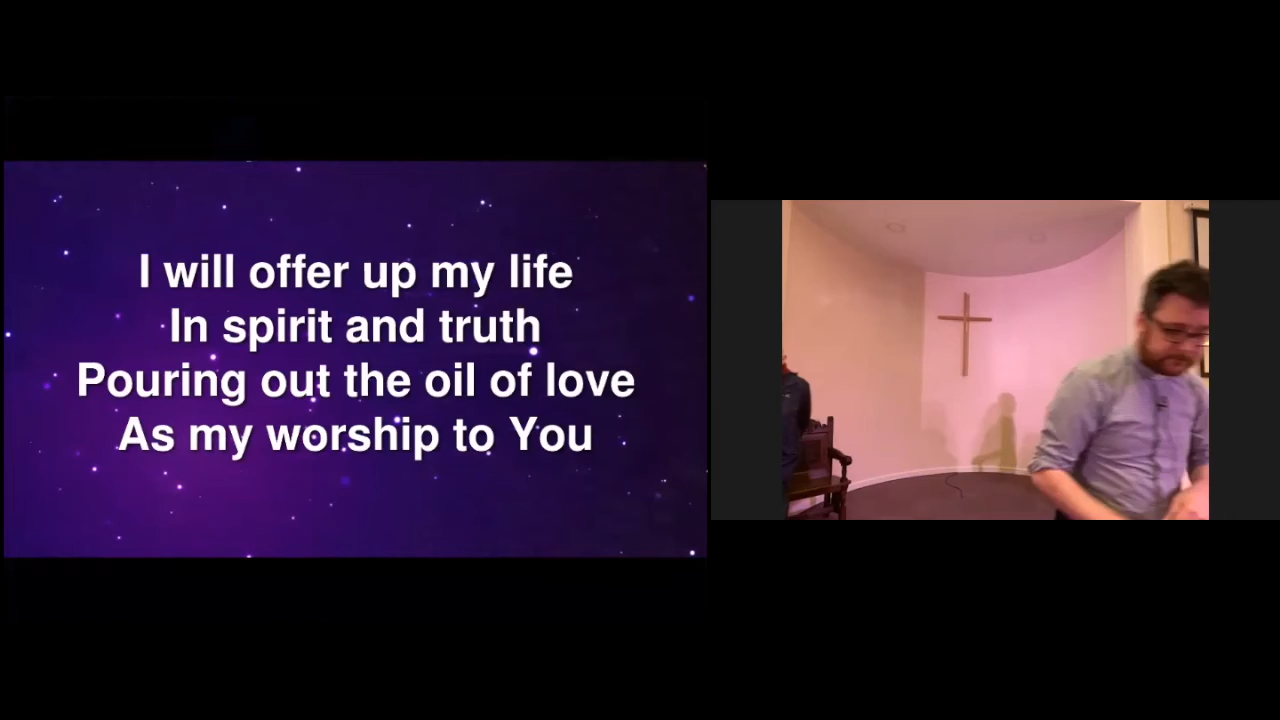 I will offer up my life
In spirit and truth
Pouring out the oil of love
As my worship to You